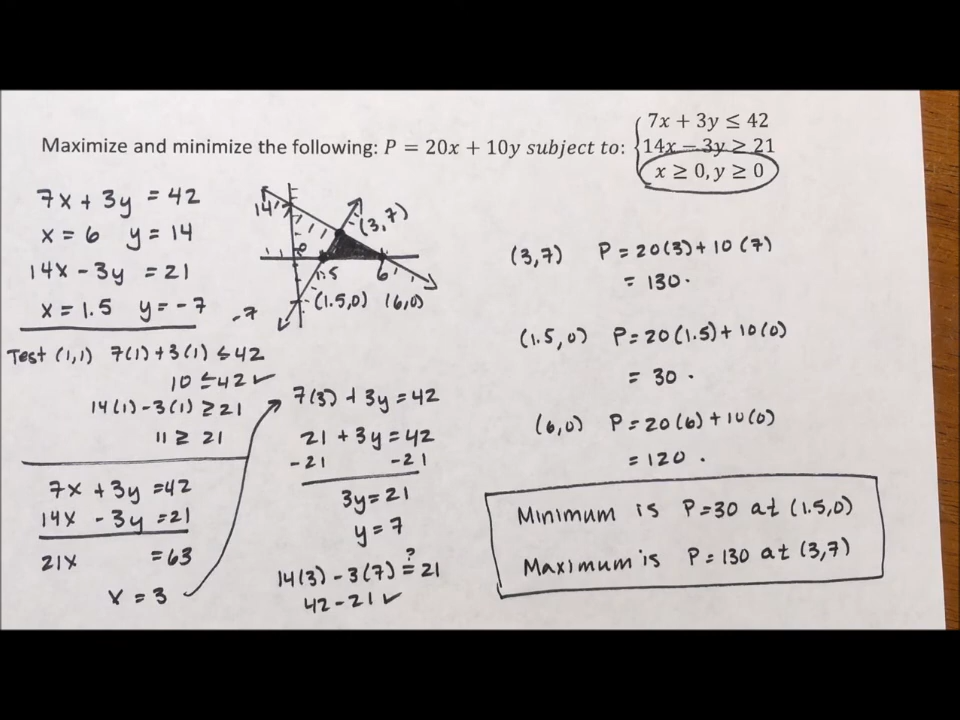 Maximize and minimize the following: P = 20x + 10y subject to: { 7x + 3y ≤ 42
14x − 3y ≥ 21
x ≥ 0, y ≥ 0
7x + 3y = 42
x = 6 y = 14
14x - 3y = 21
x = 1.5 y = -7
Test (1,1) 7(1) + 3(1) ≤ 42
10 ≤ 42 ✓
14(1) - 3(1) ≥ 21
11 ≥ 21
7x + 3y = 42
14x - 3y = 21
21x = 63
x = 3
14
(3,7)
1.5
6
(1.5,0) (6,0)
-7
7(3) + 3y = 42
21 + 3y = 42
-21 -21
3y = 21
y = 7
14(3) - 3(7) ?= 21
42 - 21 ✓
(3,7) P = 20(3) + 10(7)
= 130.
(1.5,0) P = 20(1.5) + 10(0)
= 30.
(6,0) P = 20(6) + 10(0)
= 120.
Minimum is P = 30 at (1.5,0)
Maximum is P = 130 at (3,7)